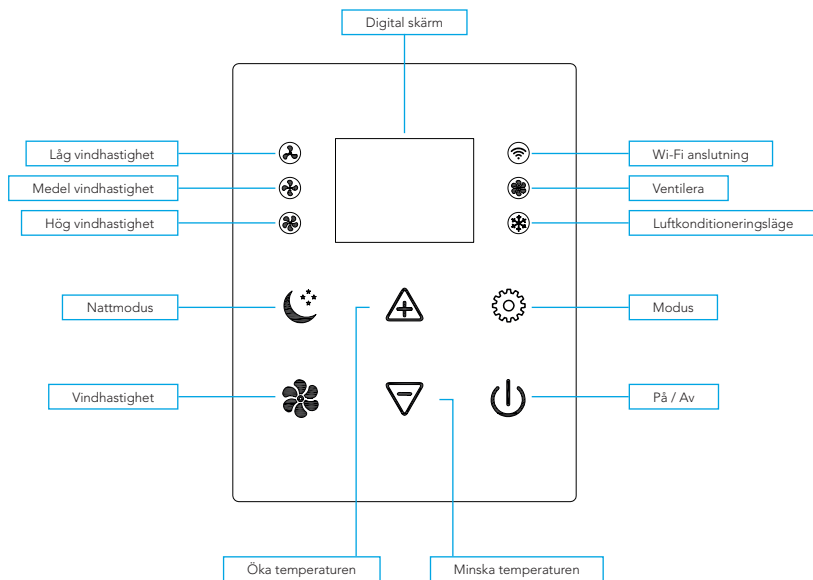 Digital skärm
Låg vindhastighet
Wi-Fi anslutning
Medel vindhastighet
Ventilera
Hög vindhastighet
Luftkonditioneringsläge
Nattmodus
Modus
Vindhastighet
På / Av
Öka temperaturen
Minska temperaturen